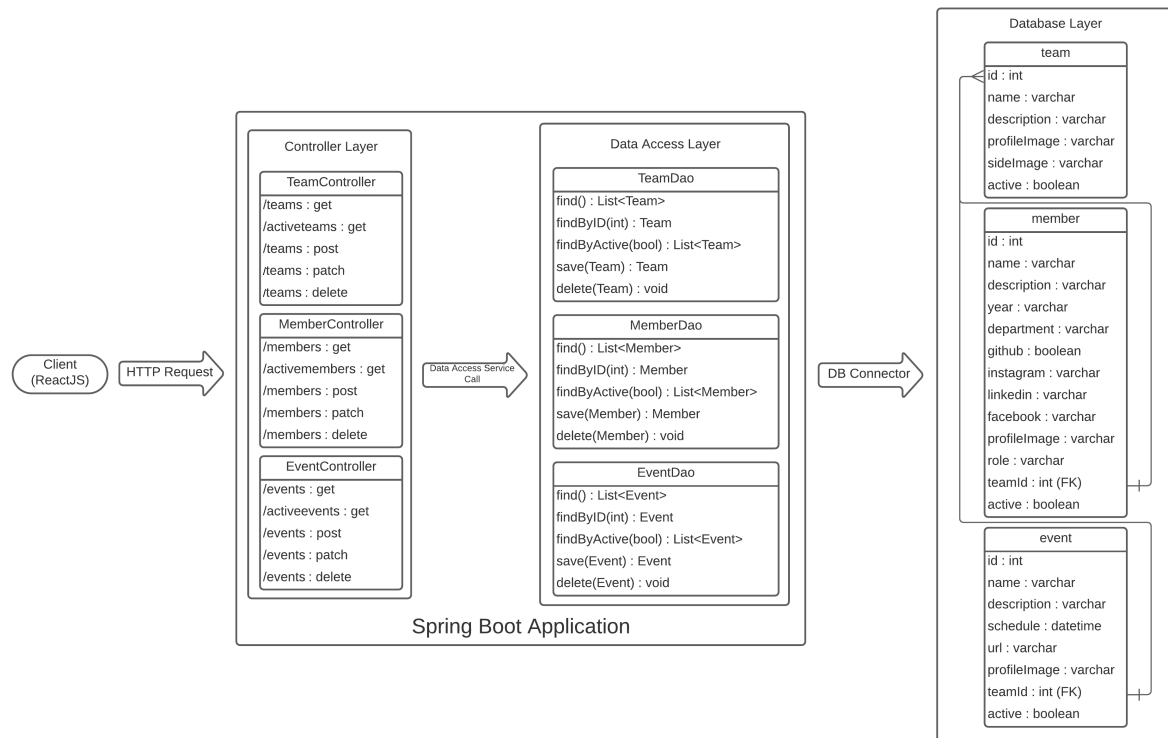 Client
(ReactJS)
HTTP Request
Controller Layer
TeamController
/teams : get
/activeteams : get
/teams : post
/teams : patch
/teams : delete
MemberController
/members : get
/activemembers : get
/members : post
/members : patch
/members : delete
EventController
/events : get
/activeevents : get
/events : post
/events : patch
/events : delete
Data Access Service
Call
Data Access Layer
TeamDao
find() : List<Team>
findByID(int) : Team
findByActive(bool) : List<Team>
save(Team) : Team
delete(Team) : void
MemberDao
find() : List<Member>
findByID(int) : Member
findByActive(bool) : List<Member>
save(Member) : Member
delete(Member) : void
EventDao
find() : List<Event>
findByID(int) : Event
findByActive(bool) : List<Event>
save(Event) : Event
delete(Event) : void
Spring Boot Application
DB Connector
Database Layer
team
id : int
name : varchar
description : varchar
profileImage : varchar
sideImage : varchar
active : boolean
member
id : int
name : varchar
description : varchar
year : varchar
department : varchar
github : boolean
instagram : varchar
linkedin : varchar
facebook : varchar
profileImage : varchar
role : varchar
teamId : int (FK)
active : boolean
event
id : int
name : varchar
description : varchar
schedule : datetime
url : varchar
profileImage : varchar
teamId : int (FK)
active : boolean